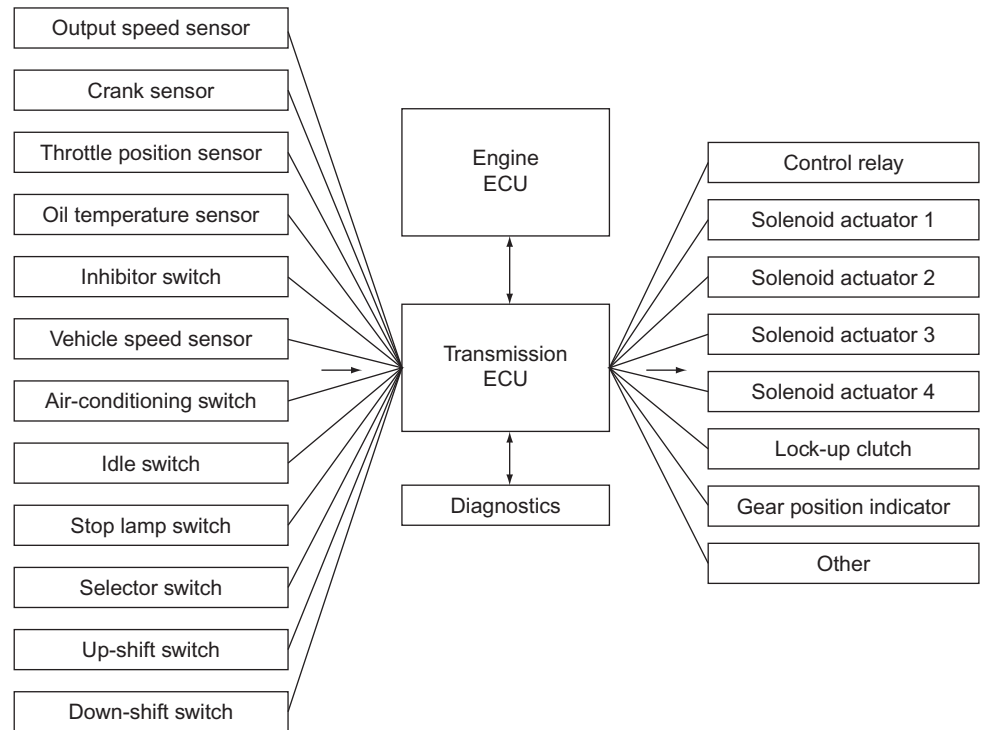 Output speed sensor
Crank sensor
Throttle position sensor
Oil temperature sensor
Inhibitor switch
Vehicle speed sensor
Air-conditioning switch
Idle switch
Stop lamp switch
Selector switch
Up-shift switch
Down-shift switch
Engine
ECU
Transmission
ECU
Diagnostics
Control relay
Solenoid actuator 1
Solenoid actuator 2
Solenoid actuator 3
Solenoid actuator 4
Lock-up clutch
Gear position indicator
Other